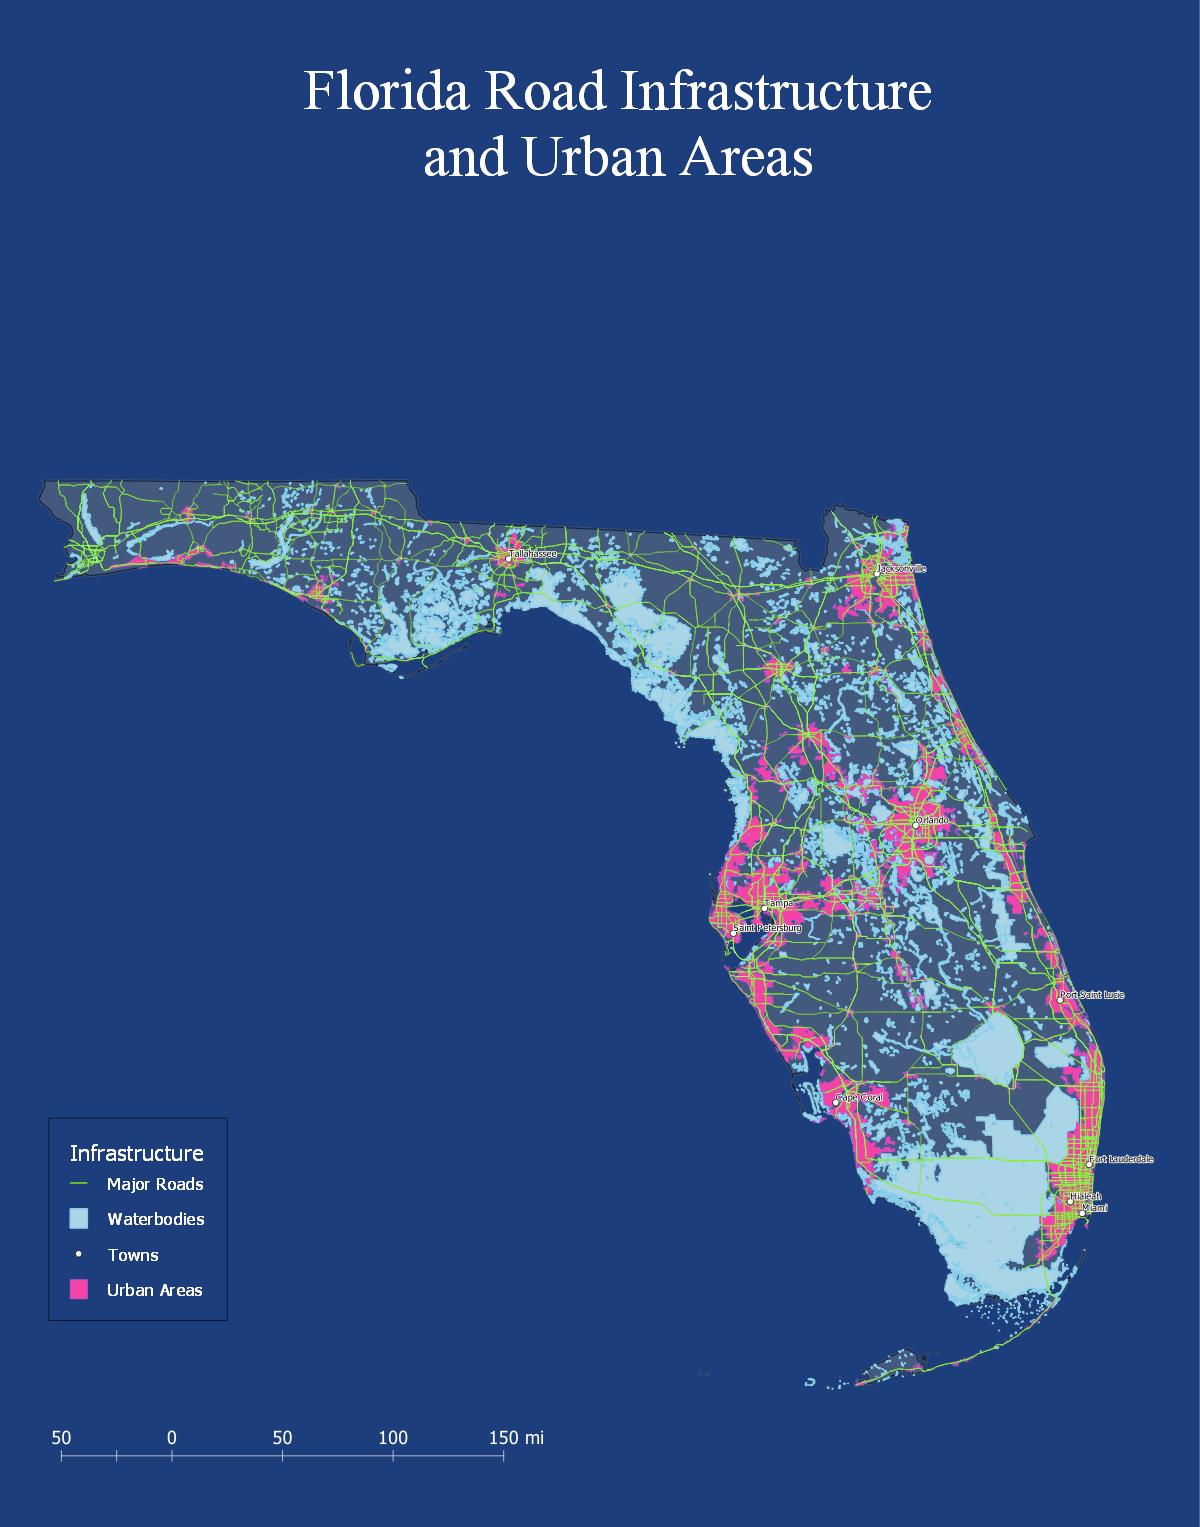 Florida Road Infrastructure
and Urban Areas
Tallahassee
Jacksonville
Orlando
Tampa
Saint Petersburg
Port Saint Lucie
Cape Coral
Fort Lauderdale
Hialeah
Miami
Infrastructure
Major Roads
Waterbodies
Towns
Urban Areas
50 0 50 100 150 mi